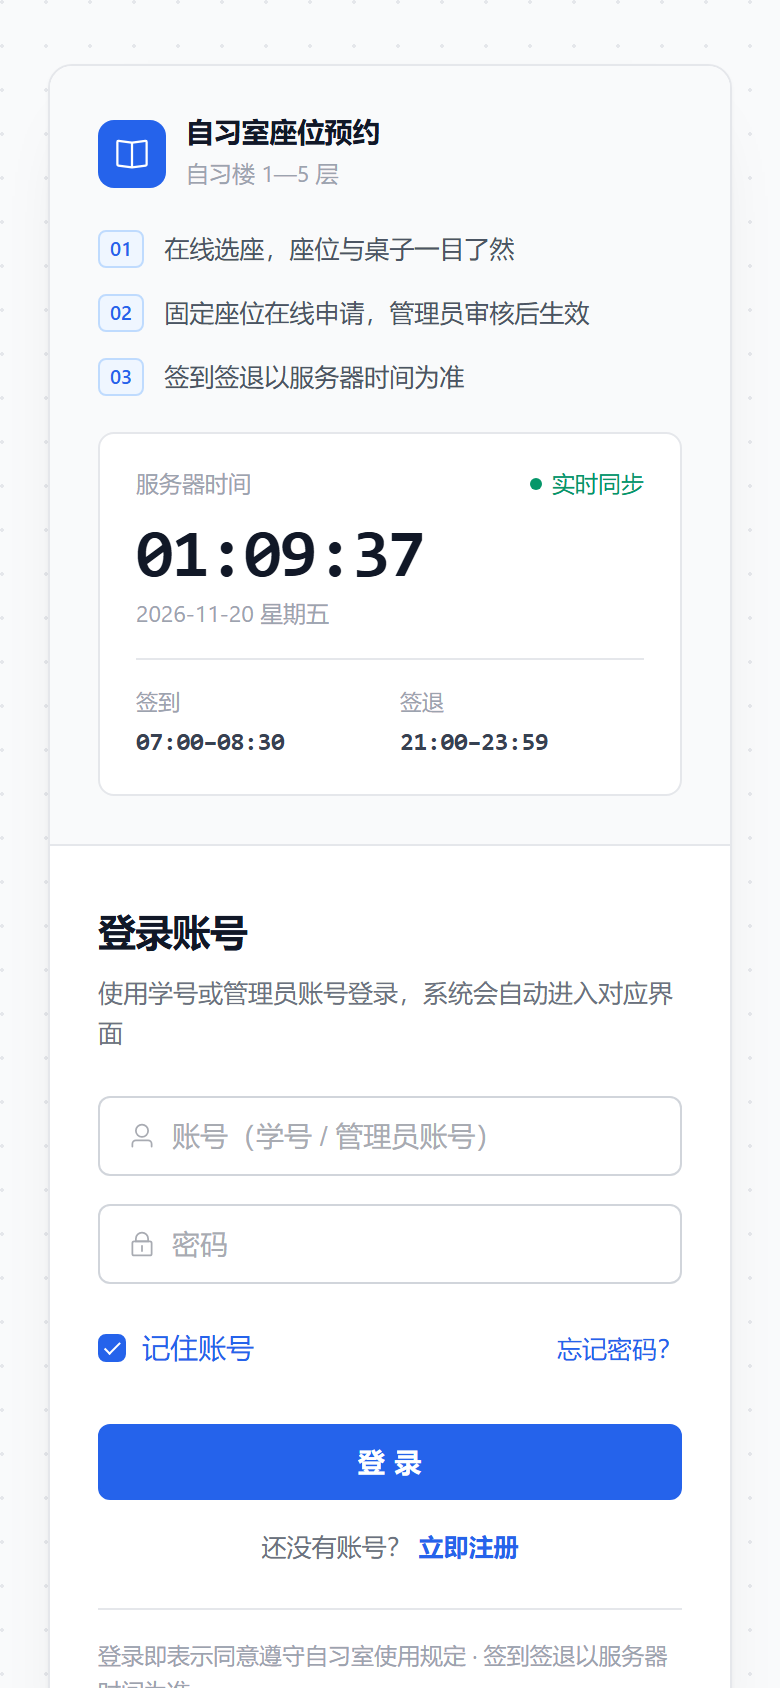 自习室座位预约
自习楼 1—5 层
01 在线选座，座位与桌子一目了然
02 固定座位在线申请，管理员审核后生效
03 签到签退以服务器时间为准
服务器时间 实时同步
01:09:37
2026-11-20 星期五
签到 签退
07:00–08:30 21:00–23:59
登录账号
使用学号或管理员账号登录，系统会自动进入对应界
面
账号（学号 / 管理员账号）
密码
记住账号 忘记密码？
登 录
还没有账号？ 立即注册
登录即表示同意遵守自习室使用规定 · 签到签退以服务器
时间为准